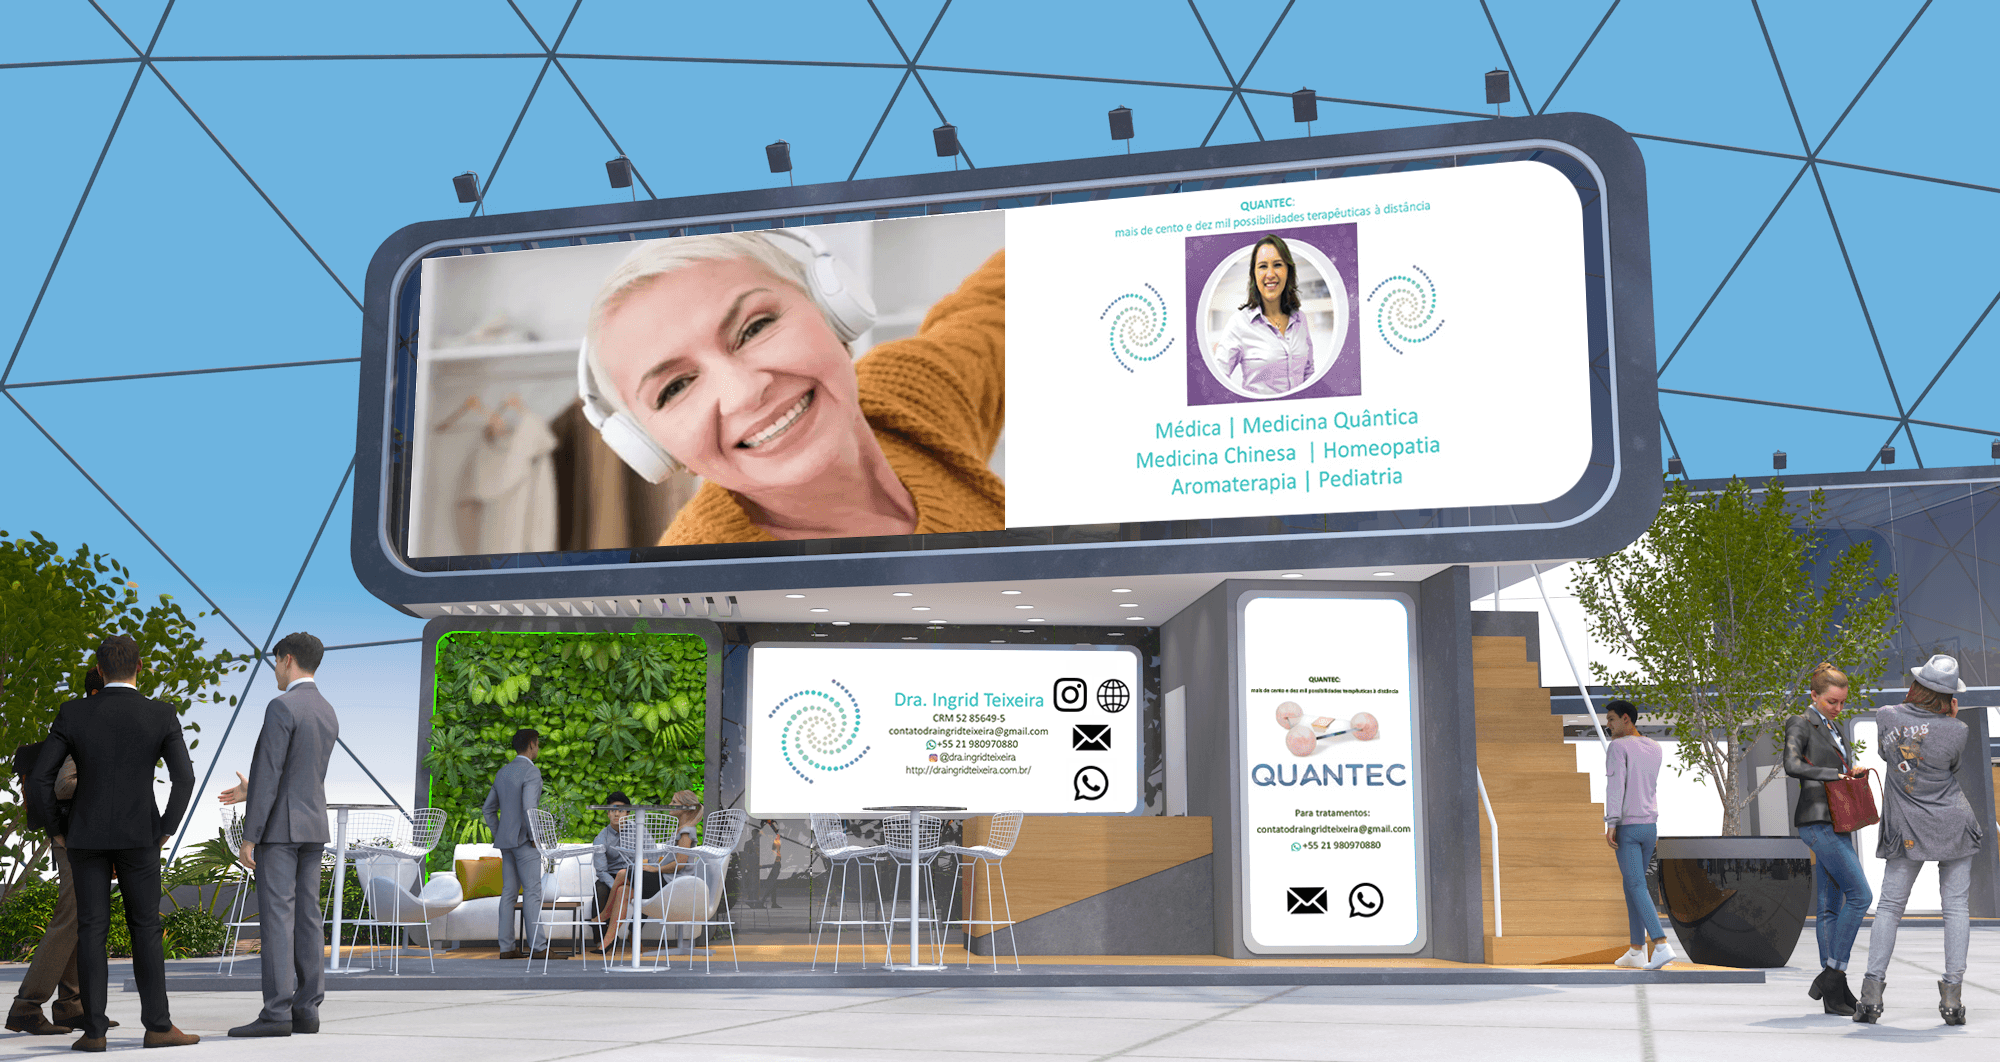 QUANTEC:
mais de cento e dez mil possibilidades terapêuticas à distância
Médica | Medicina Quântica
Medicina Chinesa | Homeopatia
Aromaterapia | Pediatria
Dra. Ingrid Teixeira
CRM 52 85649-5
contatodraingridteixeira@gmail.com
+55 21 980970880
@dra.ingridteixeira
http://draingridteixeira.com.br/
QUANTEC:
mais de cento e dez mil possibilidades terapêuticas à distância
QUANTEC
Para tratamentos:
contatodraingridteixeira@gmail.com
+55 21 980970880